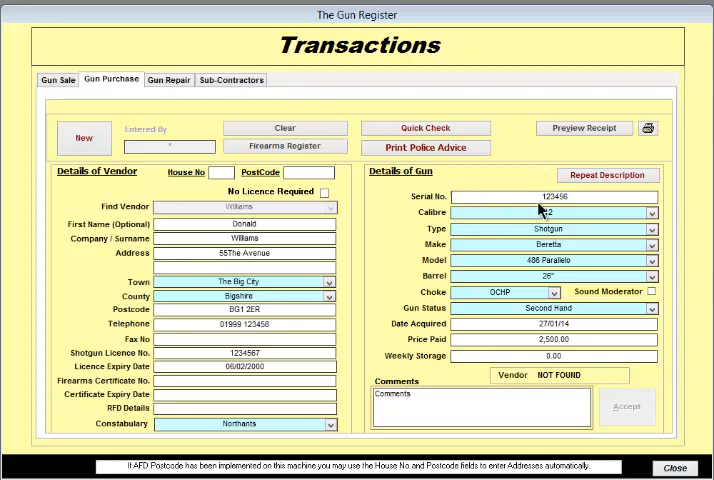 The Gun Register
Transactions
Gun Sale Gun Purchase Gun Repair Sub-Contractors
New Entered By * Clear Quick Check Preview Receipt
Firearms Register Print Police Advice
Details of Vendor House No PostCode
No Licence Required
Find Vendor Williams
First Name (Optional) Donald
Company / Surname Williams
Address 55The Avenue
Town The Big City
County Bigshire
Postcode BG1 2ER
Telephone 01999 123456
Fax No
Shotgun Licence No. 1234567
Licence Expiry Date 06/02/2000
Firearms Certificate No.
Certificate Expiry Date
RFD Details
Constabulary Northants
Details of Gun Repeat Description
Serial No. 123456
Calibre
Type Shotgun
Make Beretta
Model 486 Parallelo
Barrel 26"
Choke OCHP Sound Moderator
Gun Status Second Hand
Date Acquired 27/01/14
Price Paid 2,500.00
Weekly Storage 0.00
Vendor NOT FOUND
Comments
Comments
Accept
If AFD Postcode has been implemented on this machine you may use the House No and Postcode fields to enter Addresses automatically.
Close